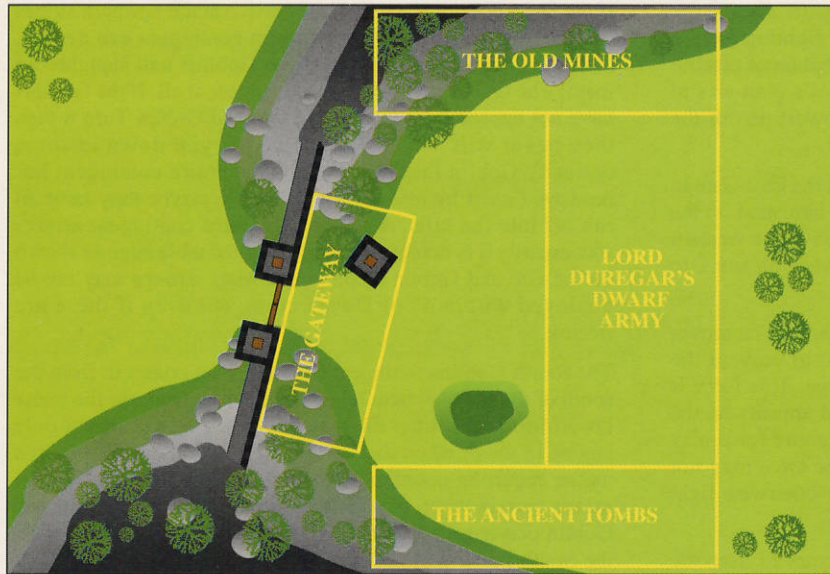 THE OLD MINES
THE GATEWAY
LORD
DUREGAR'S
DWARF
ARMY
THE ANCIENT TOMBS